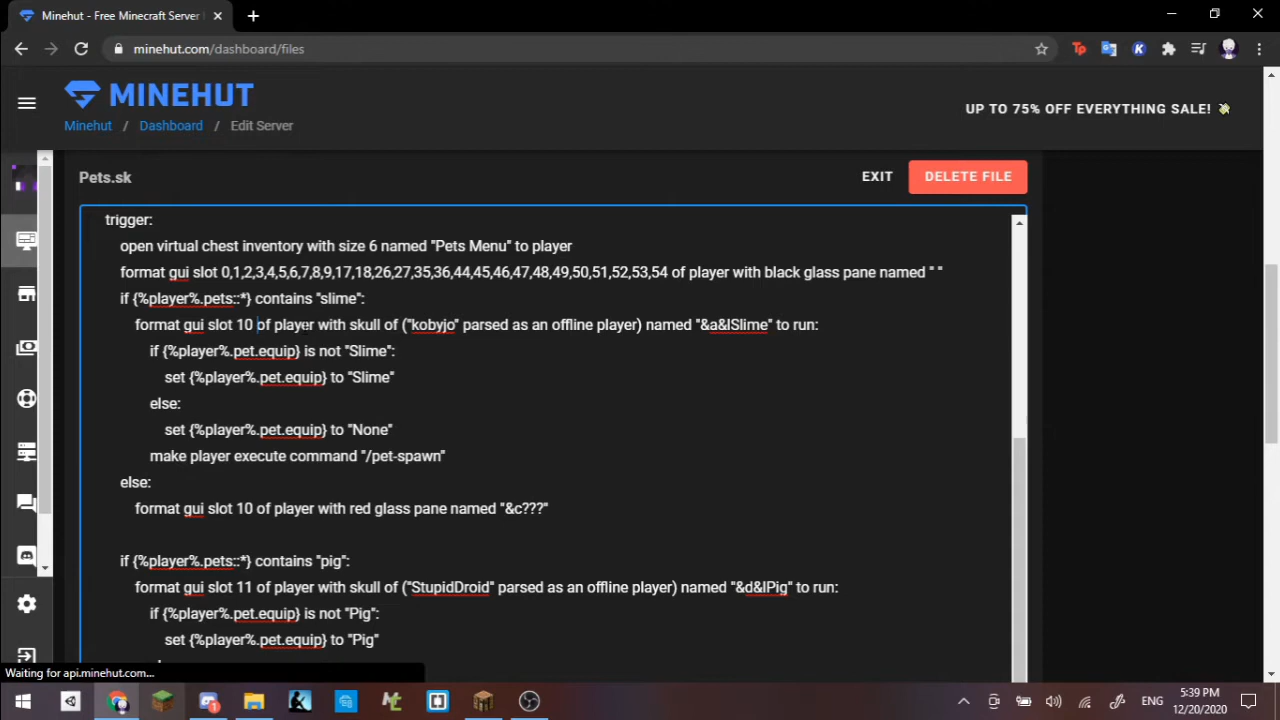 Minehut - Free Minecraft Server
minehut.com/dashboard/files
MINEHUT
UP TO 75% OFF EVERYTHING SALE!
Minehut / Dashboard / Edit Server
Pets.sk
EXIT
DELETE FILE
trigger:
open virtual chest inventory with size 6 named "Pets Menu" to player
format gui slot 0,1,2,3,4,5,6,7,8,9,17,18,26,27,35,36,44,45,46,47,48,49,50,51,52,53,54 of player with black glass pane named " "
if {%player%.pets::*} contains "slime":
format gui slot 10 of player with skull of ("kobyjo" parsed as an offline player) named "&a&lSlime" to run:
if {%player%.pet.equip} is not "Slime":
set {%player%.pet.equip} to "Slime"
else:
set {%player%.pet.equip} to "None"
make player execute command "/pet-spawn"
else:
format gui slot 10 of player with red glass pane named "&c???"
if {%player%.pets::*} contains "pig":
format gui slot 11 of player with skull of ("StupidDroid" parsed as an offline player) named "&d&lPig" to run:
if {%player%.pet.equip} is not "Pig":
set {%player%.pet.equip} to "Pig"
Waiting for api.minehut.com...
ENG
5:39 PM
12/20/2020